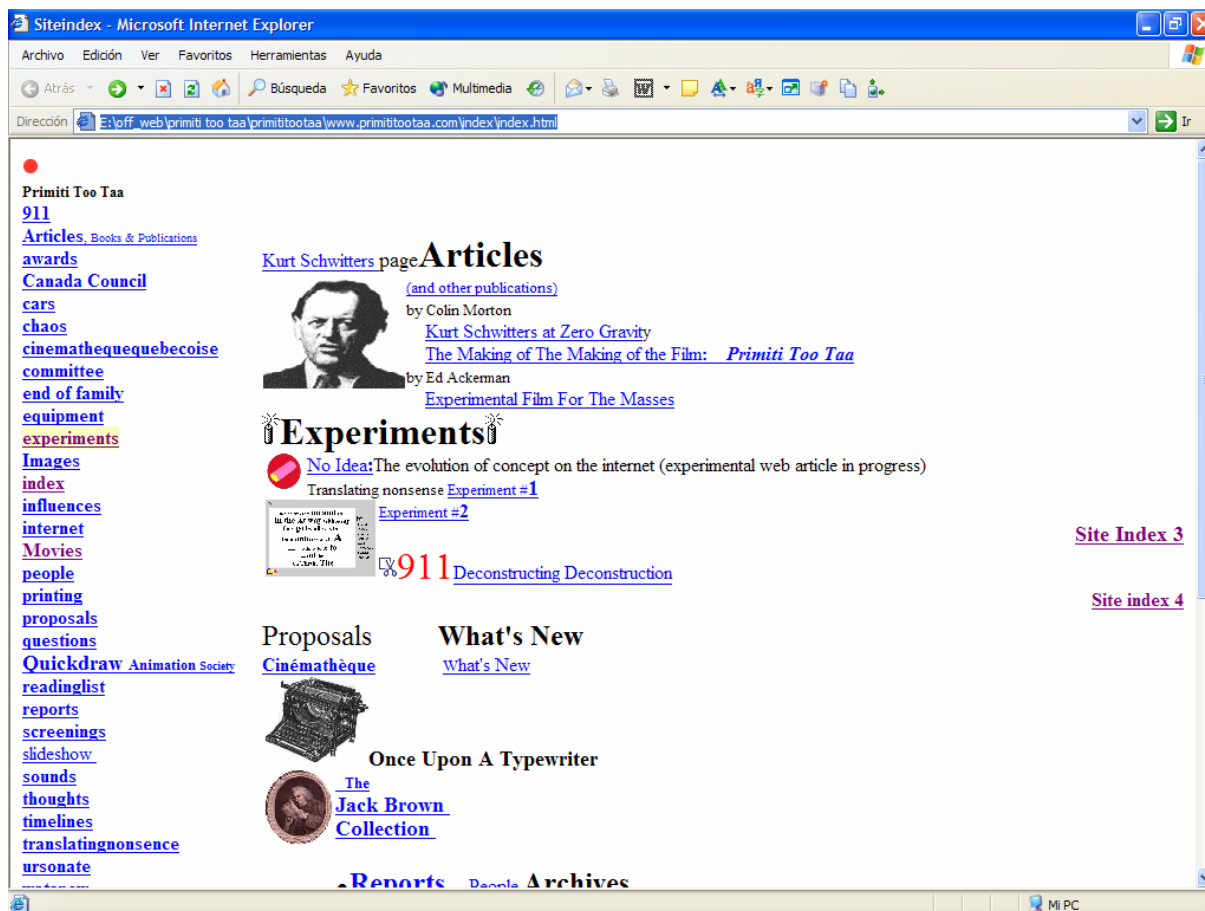 Siteindex - Microsoft Internet Explorer
Archivo Edición Ver Favoritos Herramientas Ayuda
Atrás Búsqueda Favoritos Multimedia
Dirección E:\off_web\primiti too taa\primititootaa\www.primititootaa.com\index\index.html Ir
Primiti Too Taa
911
Articles, Books & Publications
awards
Canada Council
cars
chaos
cinemathequequebecoise
committee
end of family
equipment
experiments
Images
index
influences
internet
Movies
people
printing
proposals
questions
Quickdraw Animation Society
readinglist
reports
screenings
slideshow
sounds
thoughts
timelines
translatingnonsence
ursonate
Kurt Schwitters page Articles
(and other publications)
by Colin Morton
Kurt Schwitters at Zero Gravity
The Making of The Making of the Film: Primiti Too Taa
by Ed Ackerman
Experimental Film For The Masses
Experiments
No Idea:The evolution of concept on the internet (experimental web article in progress)
Translating nonsense Experiment #1
Experiment #2
911 Deconstructing Deconstruction
Site Index 3
Site index 4
Proposals What's New
Cinémathèque What's New
Once Upon A Typewriter
The
Jack Brown
Collection
Reports People Archives
Mi PC